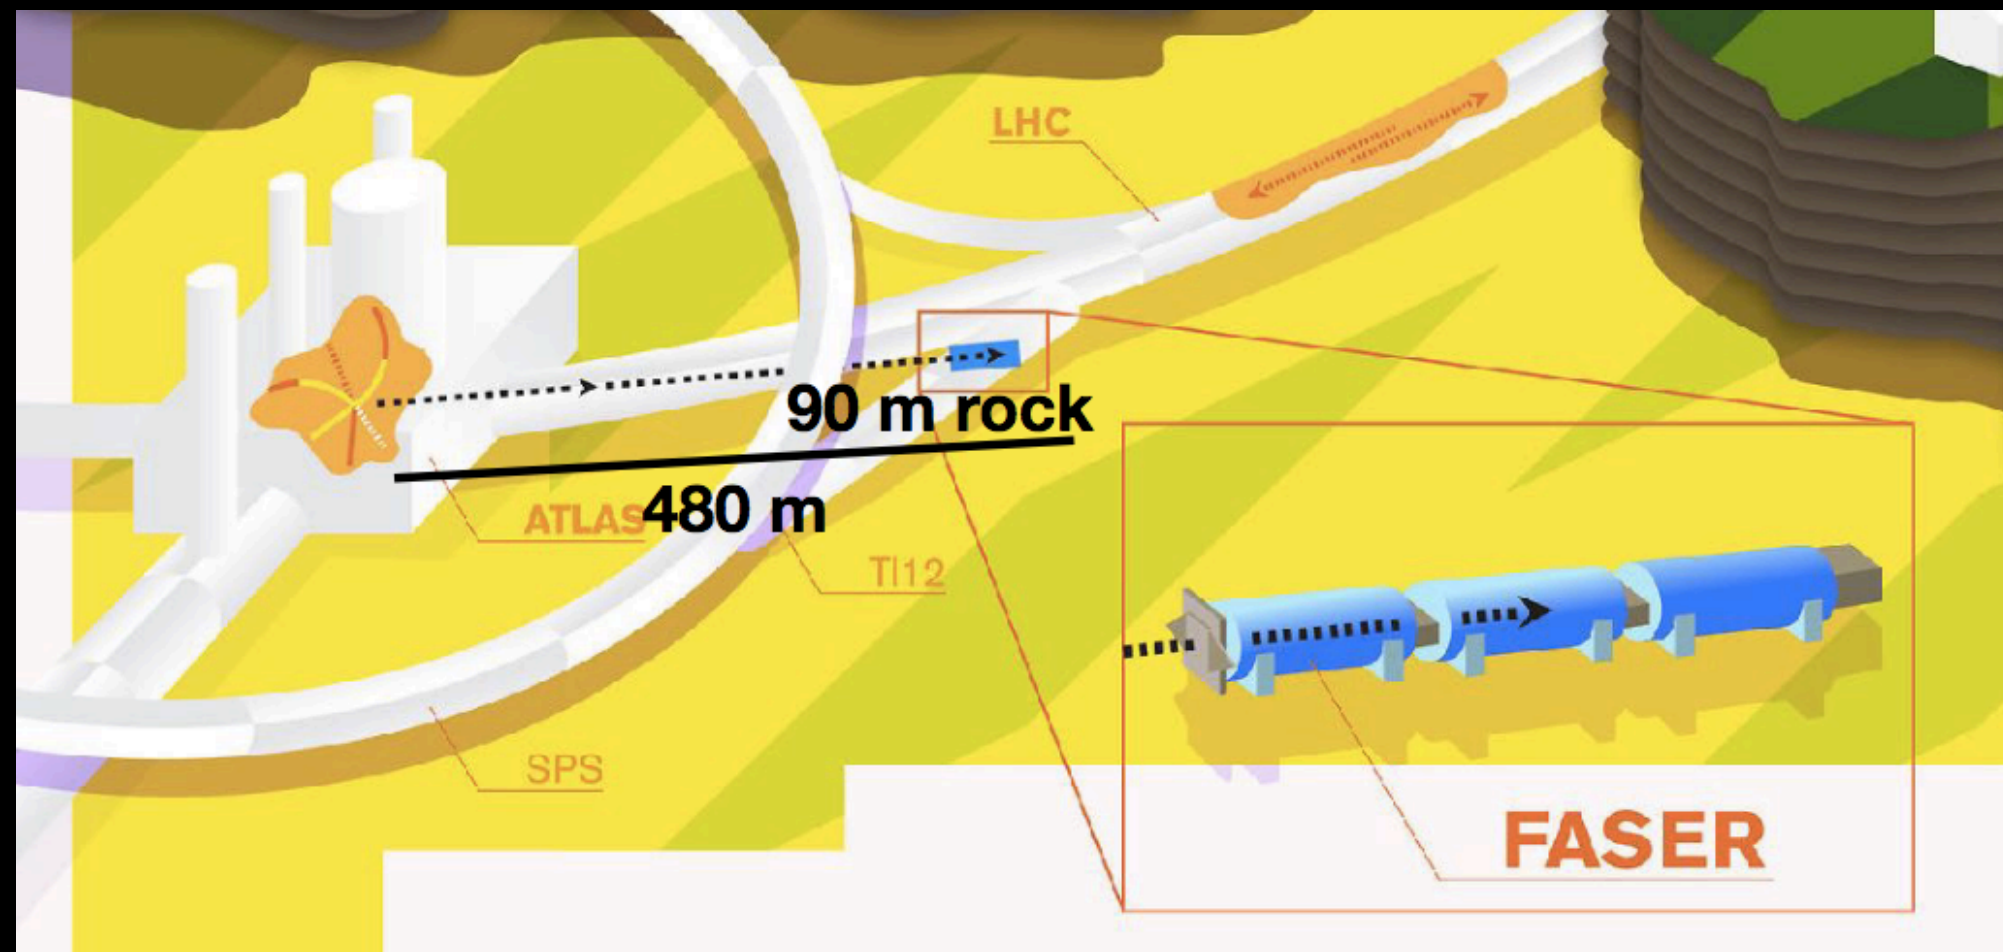 LHC
90 m rock
ATLAS
480 m
TI12
SPS
FASER